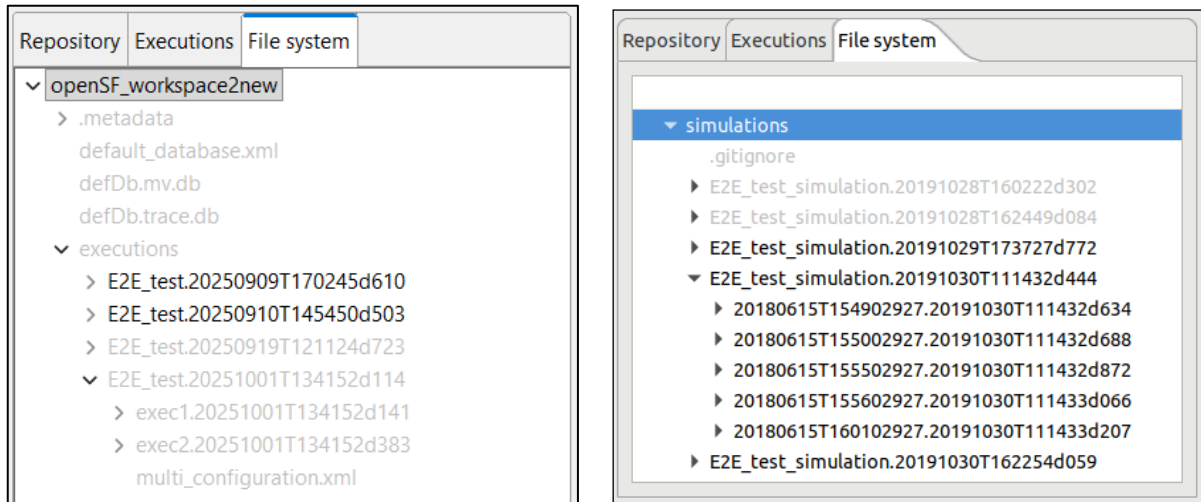 Repository Executions File system
openSF_workspace2new
.metadata
default_database.xml
defDb.mv.db
defDb.trace.db
executions
E2E_test.20250909T170245d610
E2E_test.20250910T145450d503
E2E_test.20250919T121124d723
E2E_test.20251001T134152d114
exec1.20251001T134152d141
exec2.20251001T134152d383
multi_configuration.xml
Repository Executions File system
simulations
.gitignore
E2E_test_simulation.20191028T160222d302
E2E_test_simulation.20191028T162449d084
E2E_test_simulation.20191029T173727d772
E2E_test_simulation.20191030T111432d444
20180615T154902927.20191030T111432d634
20180615T155002927.20191030T111432d688
20180615T155502927.20191030T111432d872
20180615T155602927.20191030T111433d066
20180615T160102927.20191030T111433d207
E2E_test_simulation.20191030T162254d059